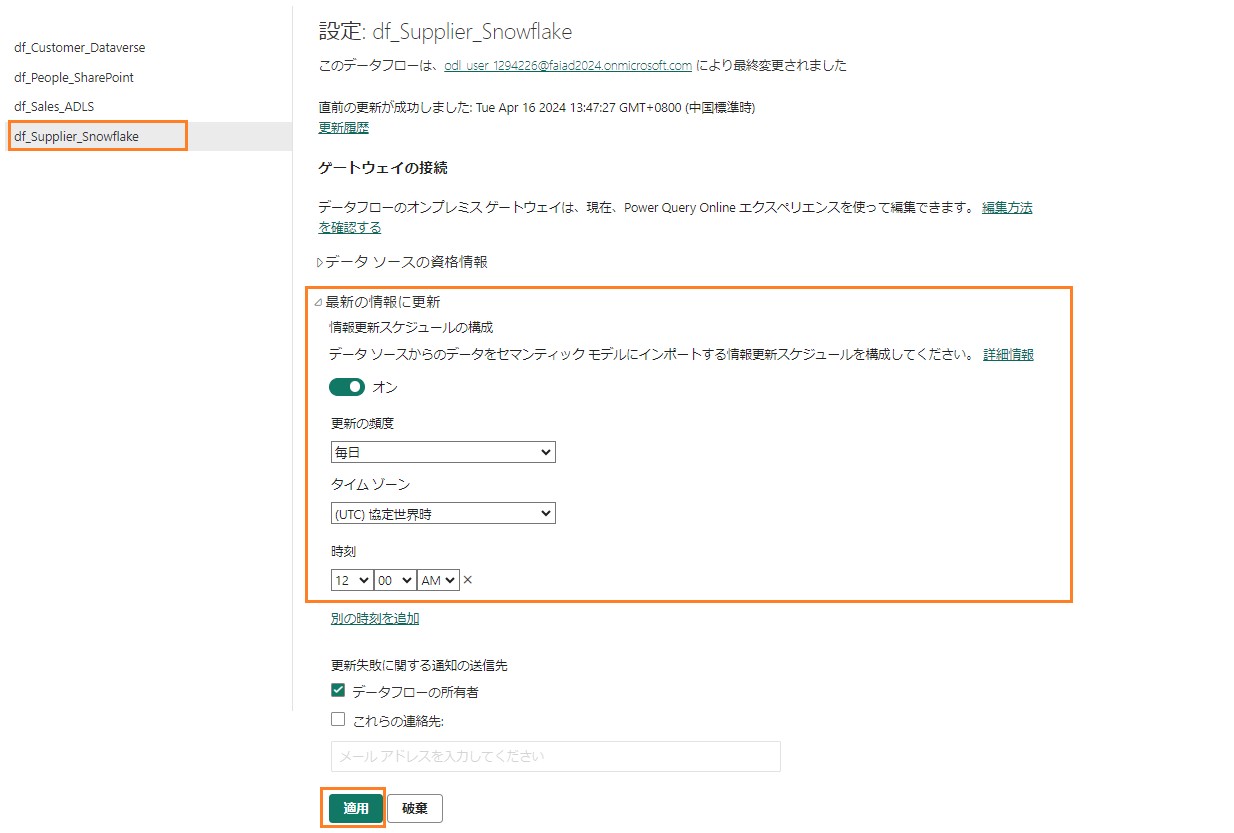 df_Customer_Dataverse
df_People_SharePoint
df_Sales_ADLS
df_Supplier_Snowflake
設定: df_Supplier_Snowflake
このデータフローは、odl_user_1294226@faiad2024.onmicrosoft.com により最終変更されました
直前の更新が成功しました: Tue Apr 16 2024 13:47:27 GMT+0800 (中国標準時)
更新履歴
ゲートウェイの接続
データフローのオンプレミス ゲートウェイは、現在、Power Query Online エクスペリエンスを使って編集できます。 編集方法
を確認する
データ ソースの資格情報
最新の情報に更新
情報更新スケジュールの構成
データ ソースからのデータをセマンティック モデルにインポートする情報更新スケジュールを構成してください。 詳細情報
オン
更新の頻度
毎日
タイム ゾーン
(UTC) 協定世界時
時刻
12 00 AM ×
別の時刻を追加
更新失敗に関する通知の送信先
データフローの所有者
これらの連絡先:
メール アドレスを入力してください
適用 破棄